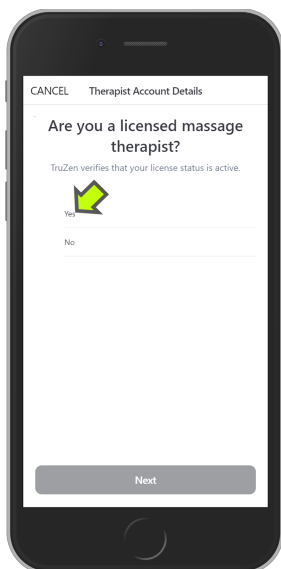 CANCEL Therapist Account Details
Are you a licensed massage
therapist?
TruZen verifies that your license status is active.
Yes
No
Next